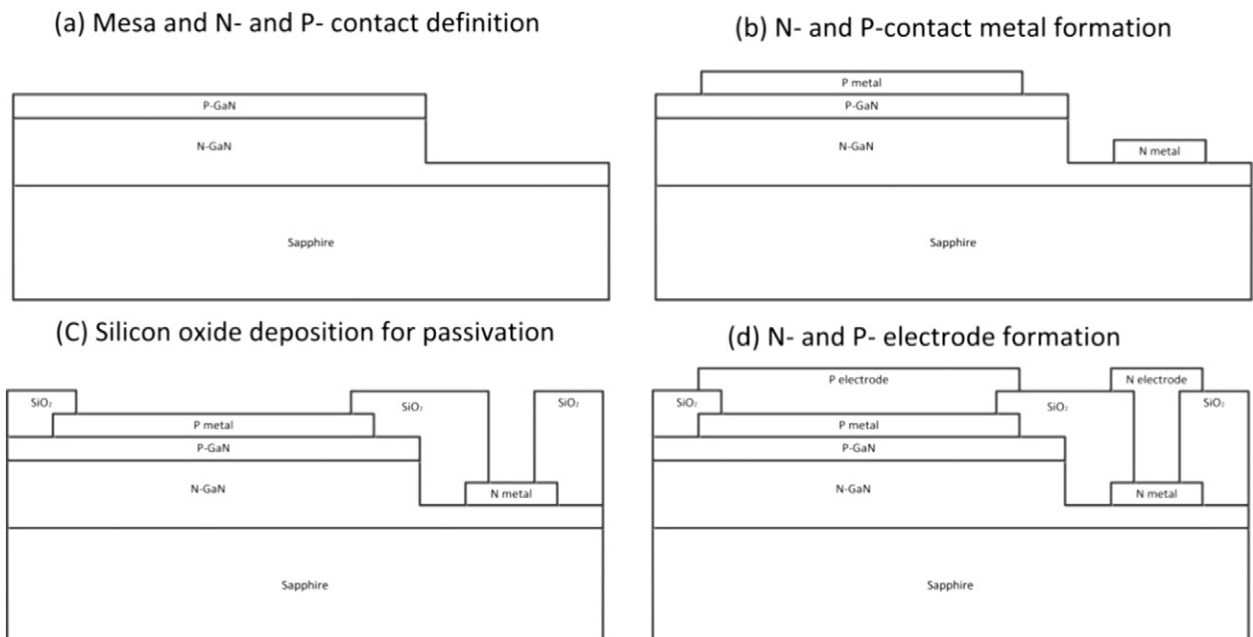 (a) Mesa and N- and P- contact definition
P-GaN
N-GaN
Sapphire
(b) N- and P-contact metal formation
P metal
P-GaN
N-GaN
N metal
Sapphire
(C) Silicon oxide deposition for passivation
SiO₂
SiO₂
SiO₂
P metal
P-GaN
N-GaN
N metal
Sapphire
(d) N- and P- electrode formation
P electrode
N electrode
SiO₂
SiO₂
SiO₂
P metal
P-GaN
N-GaN
N metal
Sapphire